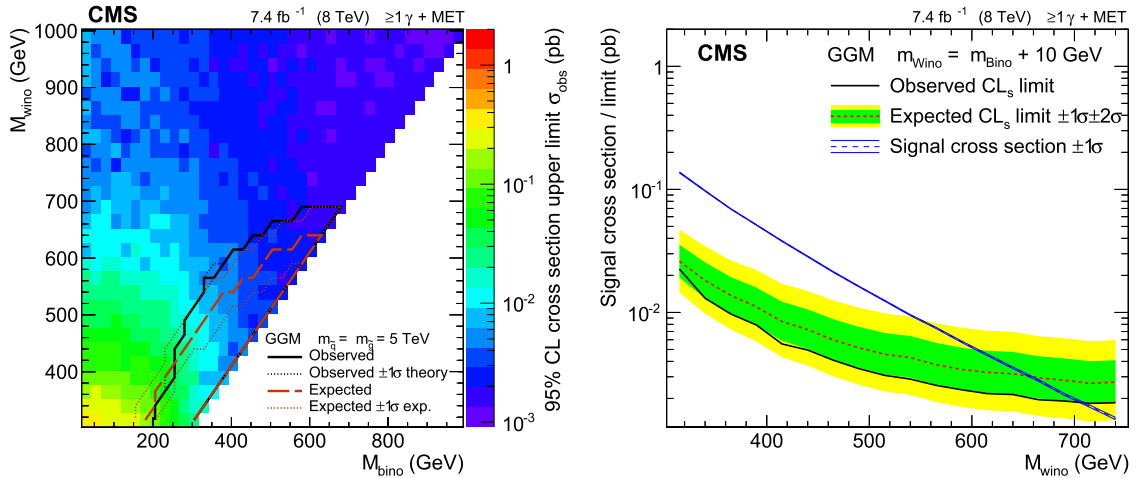 CMS
7.4 fb⁻¹ (8 TeV) ≥1 γ + MET
M_wino (GeV)
1000
900
800
700
600
500
400
200 400 600 800
M_bino (GeV)
GGM m_q̃ = m_g̃ = 5 TeV
Observed
Observed ±1σ theory
Expected
Expected ±1σ exp.
1
10⁻¹
10⁻²
10⁻³
95% CL cross section upper limit σ_obs (pb)
7.4 fb⁻¹ (8 TeV) ≥1 γ + MET
CMS
GGM m_Wino = m_Bino + 10 GeV
Observed CL_s limit
Expected CL_s limit ±1σ±2σ
Signal cross section ±1σ
Signal cross section / limit (pb)
1
10⁻¹
10⁻²
400 500 600 700
M_wino (GeV)